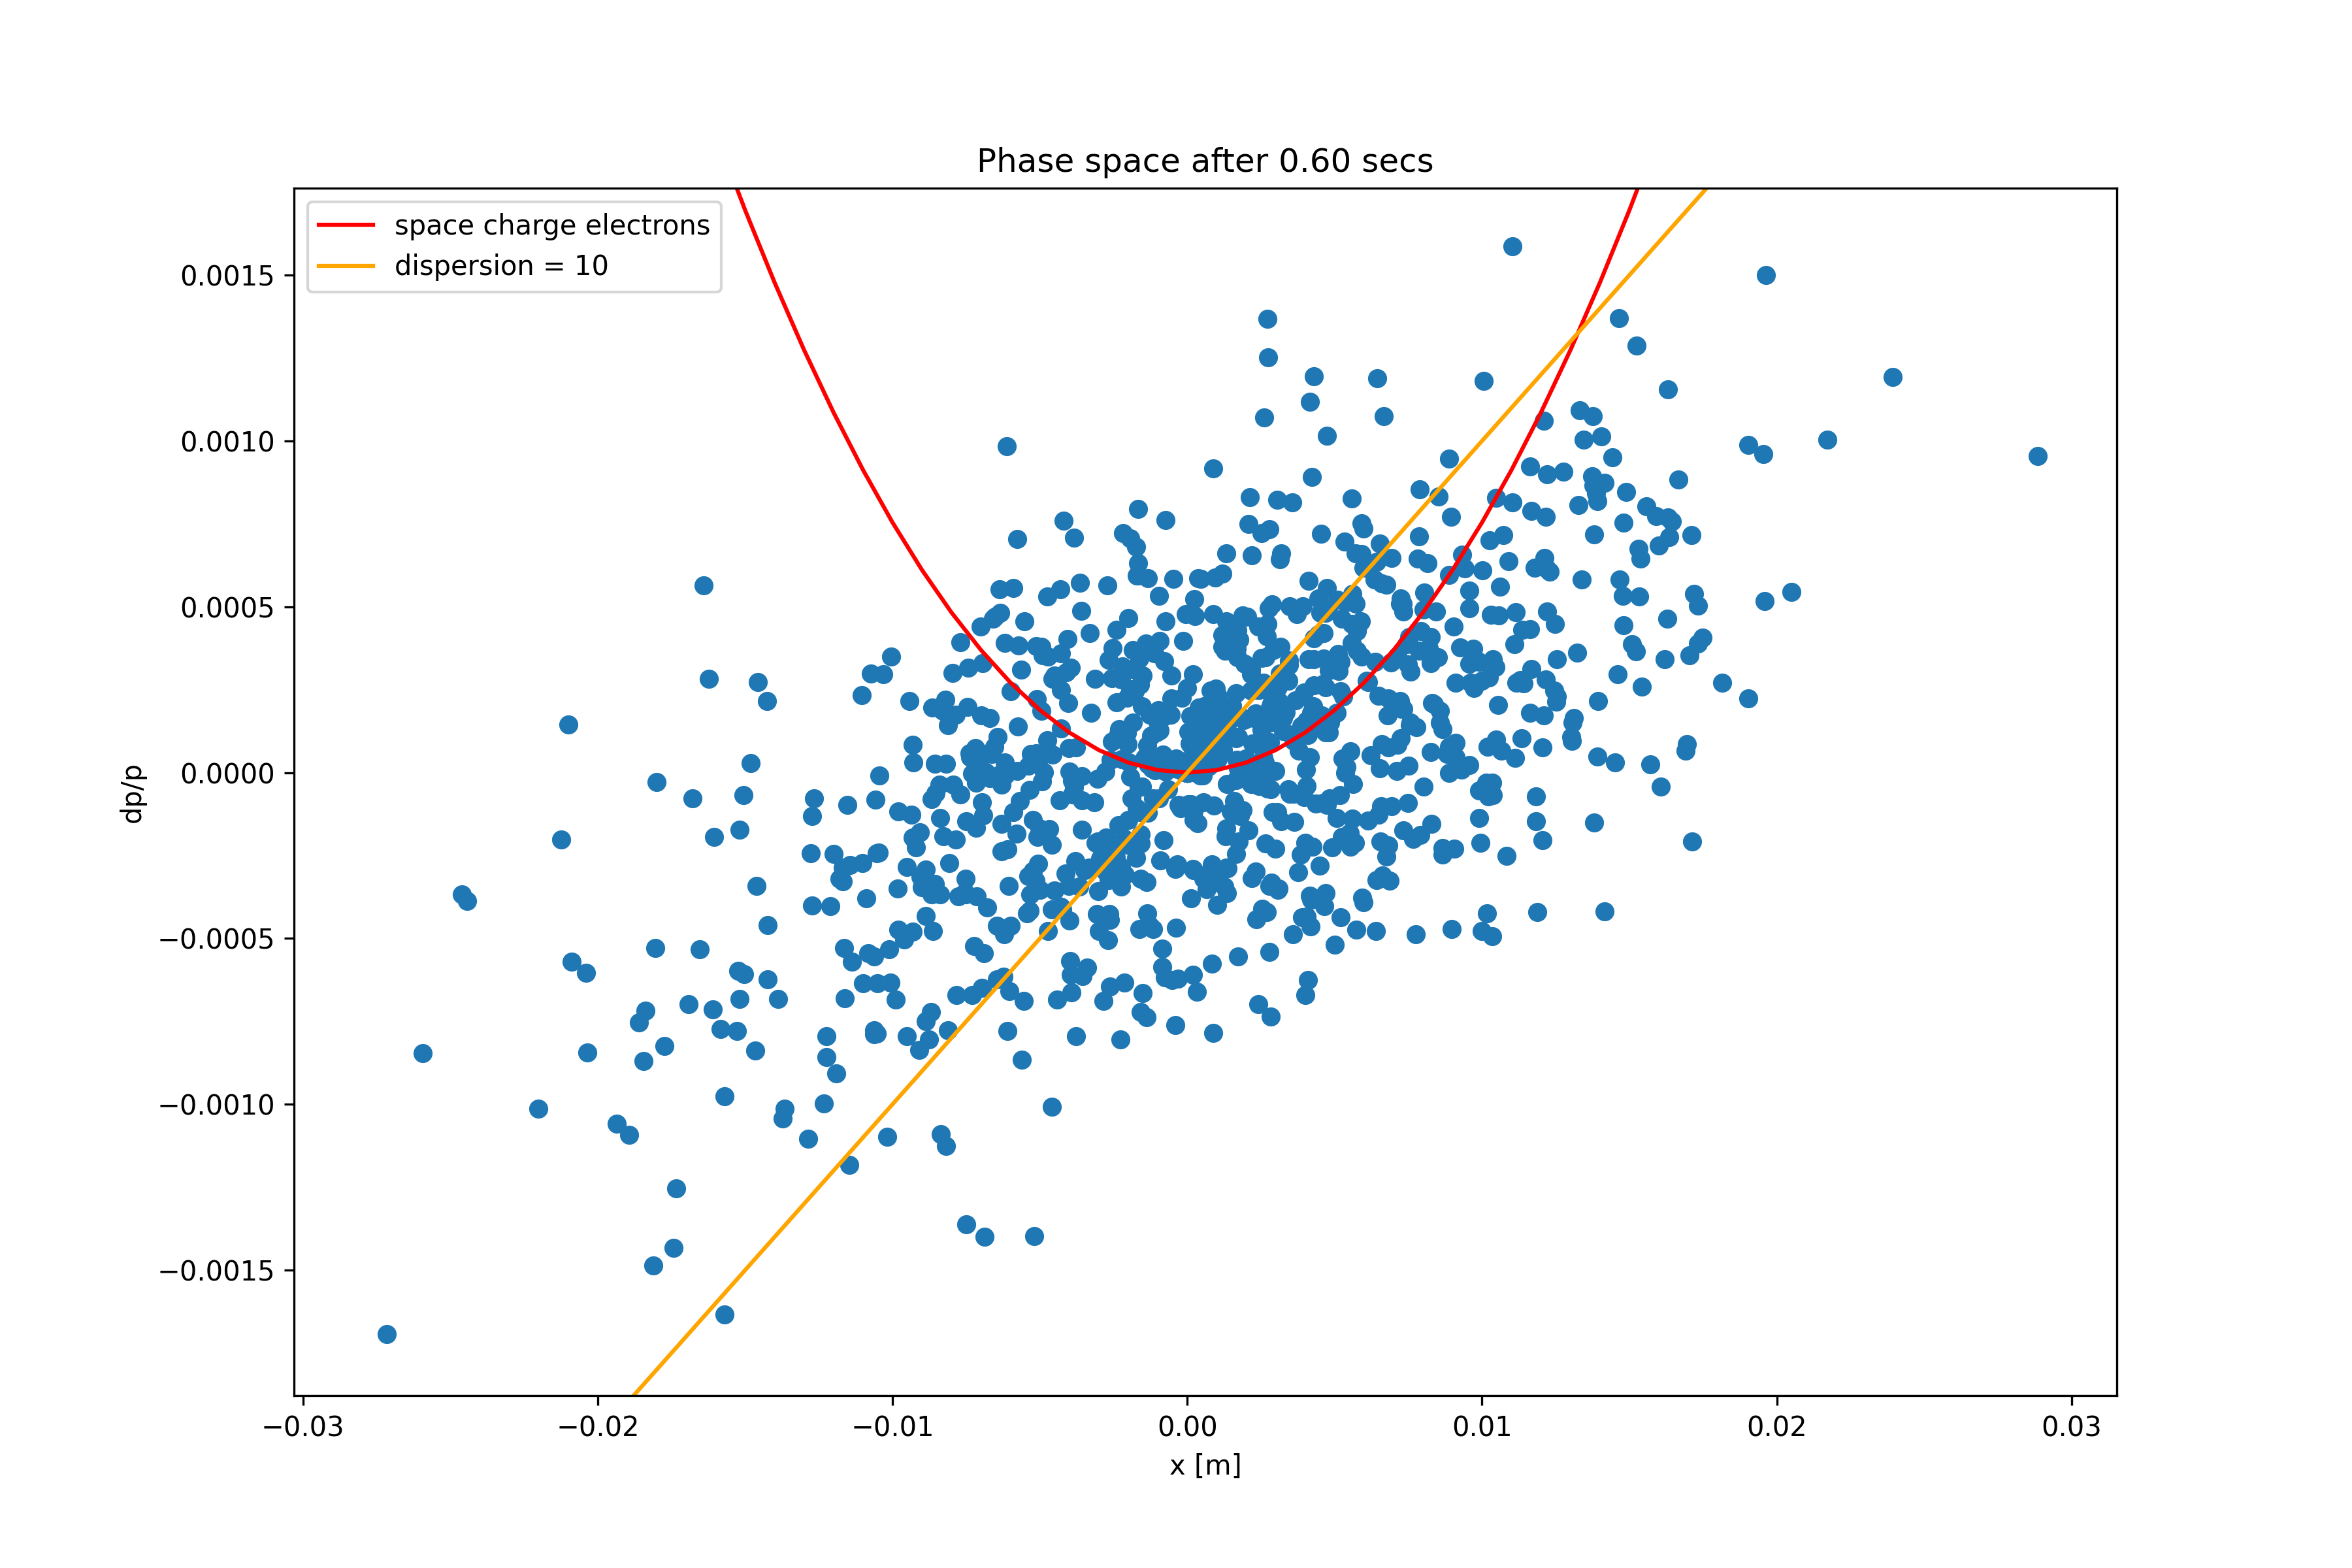 Phase space after 0.60 secs
space charge electrons
dispersion = 10
0.0015
0.0010
0.0005
0.0000
−0.0005
−0.0010
−0.0015
dp/p
−0.03
−0.02
−0.01
0.00
0.01
0.02
0.03
x [m]